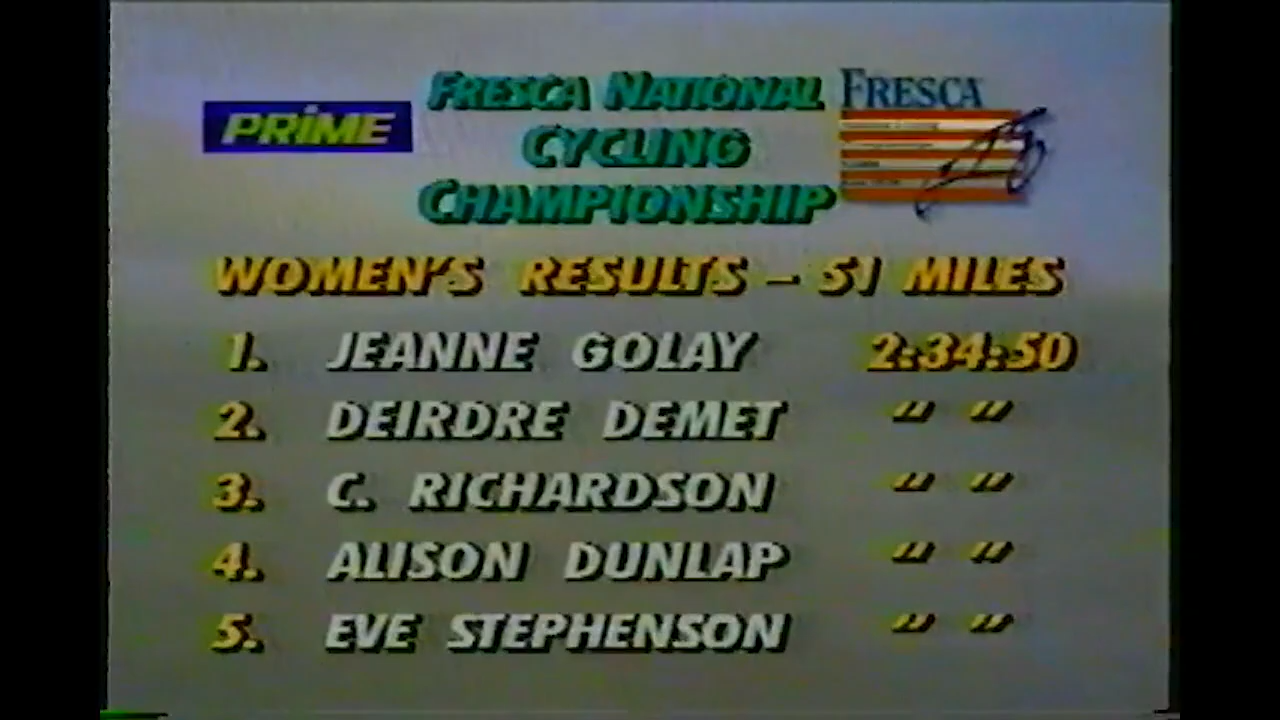 PRIME
FRESCA NATIONAL
CYCLING
CHAMPIONSHIP
FRESCA
WOMEN'S RESULTS – 51 MILES
1. JEANNE GOLAY 2:34:50
2. DEIRDRE DEMET " "
3. C. RICHARDSON " "
4. ALISON DUNLAP " "
5. EVE STEPHENSON " "